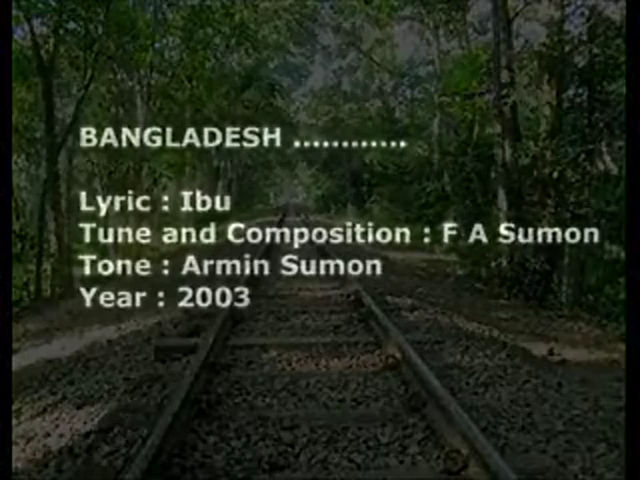 BANGLADESH ............
Lyric : Ibu
Tune and Composition : F A Sumon
Tone : Armin Sumon
Year : 2003